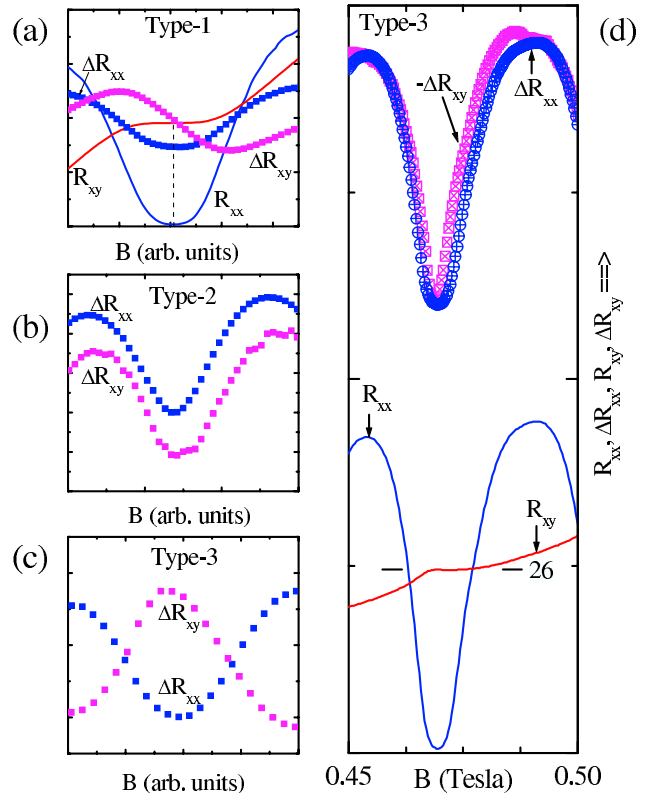 (a)
Type-1
ΔRxx
Rxy
Rxx
ΔRxy
B (arb. units)
(b)
Type-2
ΔRxx
ΔRxy
B (arb. units)
(c)
Type-3
ΔRxy
ΔRxx
B (arb. units)
Type-3
(d)
-ΔRxy
ΔRxx
Rxx
Rxy
26
Rxx, ΔRxx, Rxy, ΔRxy ==>
0.45
B (Tesla)
0.50